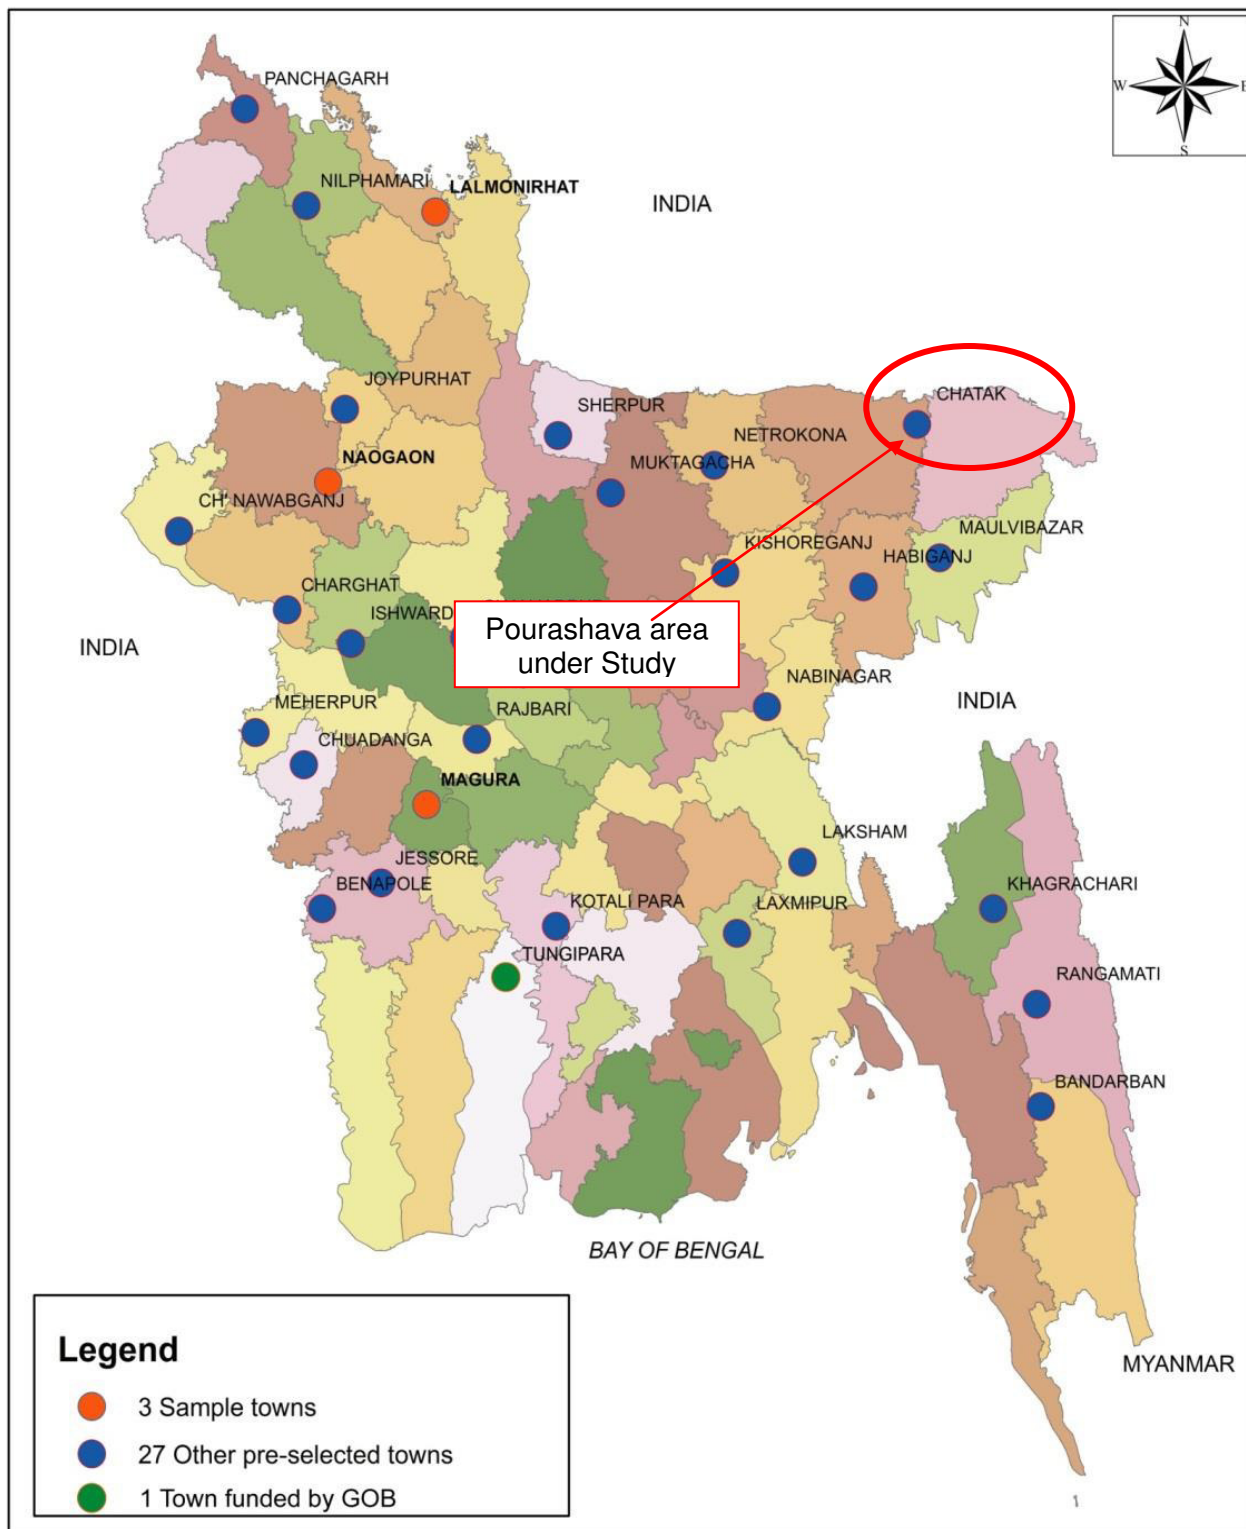 N
W
E
S
PANCHAGARH
NILPHAMARI
LALMONIRHAT
INDIA
JOYPURHAT
SHERPUR
CHATAK
NETROKONA
NAOGAON
MUKTAGACHA
CH' NAWABGANJ
KISHOREGANJ
MAULVIBAZAR
HABIGANJ
CHARGHAT
ISHWARD
Pourashava area
under Study
INDIA
NABINAGAR
INDIA
MEHERPUR
RAJBARI
CHUADANGA
MAGURA
LAKSHAM
JESSORE
BENAPOLE
KHAGRACHARI
KOTALI PARA
LAXMIPUR
TUNGIPARA
RANGAMATI
BANDARBAN
BAY OF BENGAL
MYANMAR
Legend
3 Sample towns
27 Other pre-selected towns
1 Town funded by GOB
1